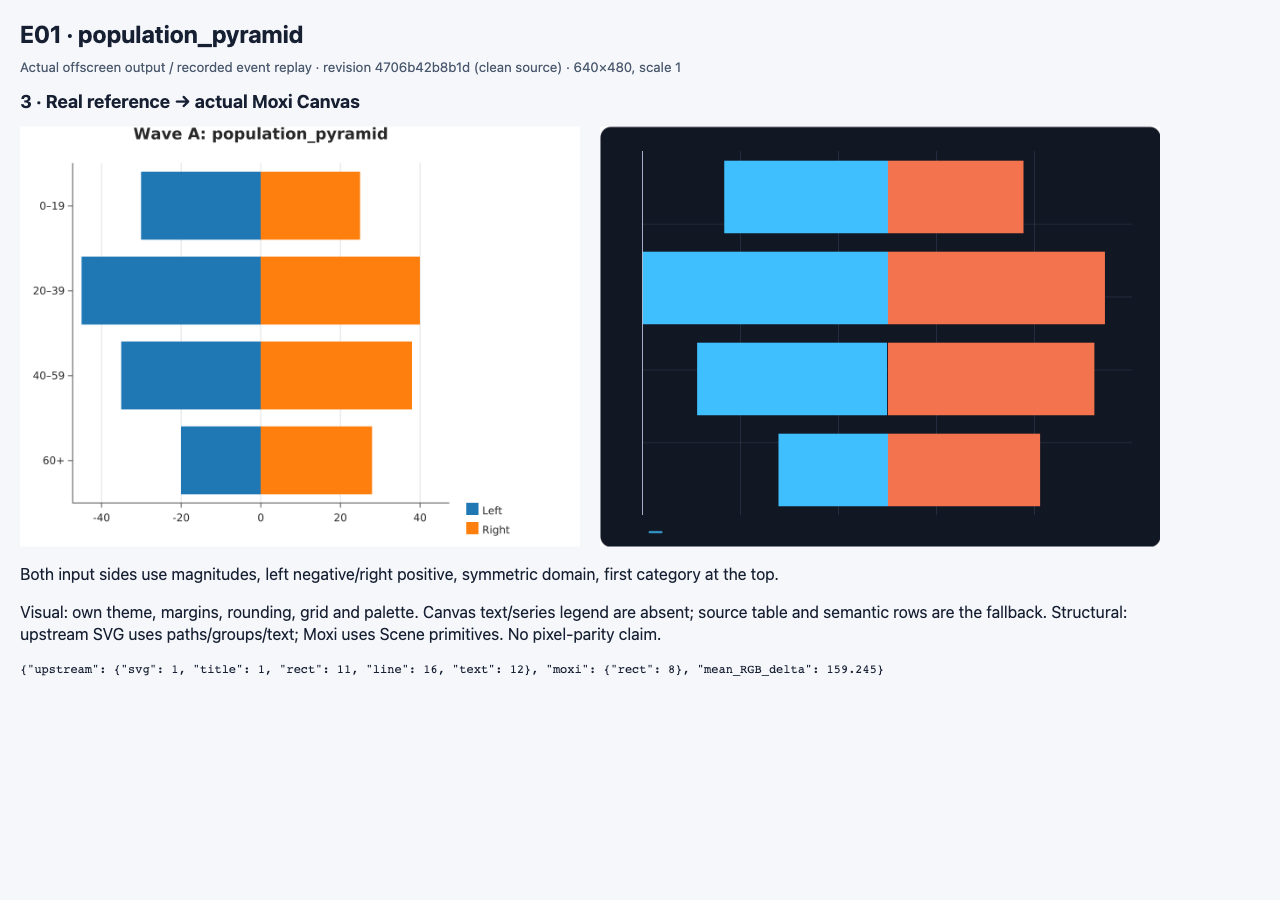 E01 · population_pyramid
Actual offscreen output / recorded event replay · revision 4706b42b8b1d (clean source) · 640×480, scale 1
3 · Real reference → actual Moxi Canvas
Wave A: population_pyramid
0–19
20–39
40–59
60+
-40 -20 0 20 40
Left
Right
Both input sides use magnitudes, left negative/right positive, symmetric domain, first category at the top.
Visual: own theme, margins, rounding, grid and palette. Canvas text/series legend are absent; source table and semantic rows are the fallback. Structural:
upstream SVG uses paths/groups/text; Moxi uses Scene primitives. No pixel-parity claim.
{"upstream": {"svg": 1, "title": 1, "rect": 11, "line": 16, "text": 12}, "moxi": {"rect": 8}, "mean_RGB_delta": 159.245}